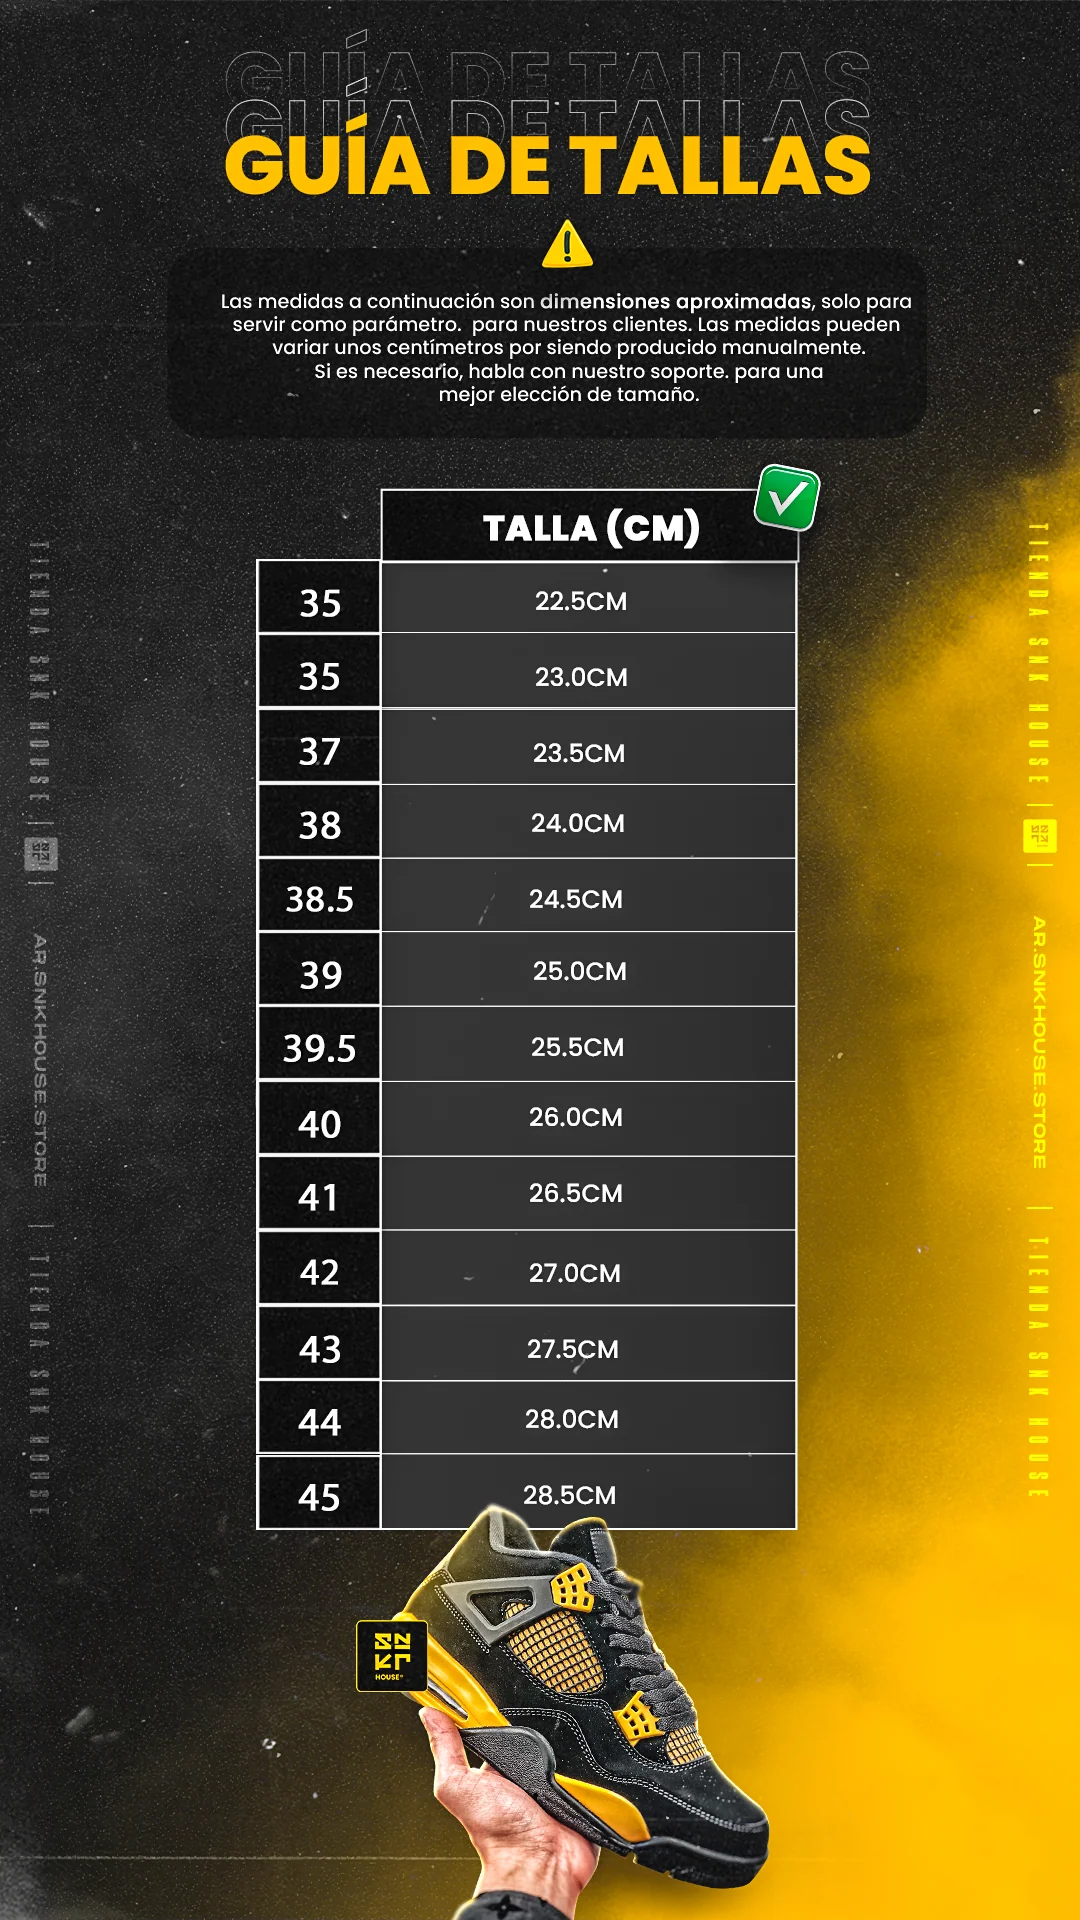 GUÍA DE TALLAS
GUÍA DE TALLAS
GUÍA DE TALLAS
Las medidas a continuación son dimensiones aproximadas, solo para
servir como parámetro. para nuestros clientes. Las medidas pueden
variar unos centímetros por siendo producido manualmente.
Si es necesario, habla con nuestro soporte. para una
mejor elección de tamaño.
TALLA (CM)
35 22.5CM
35 23.0CM
37 23.5CM
38 24.0CM
38.5 24.5CM
39 25.0CM
39.5 25.5CM
40 26.0CM
41 26.5CM
42 27.0CM
43 27.5CM
44 28.0CM
45 28.5CM
TIENDA SNK HOUSE | SNKR | AR.SNKHOUSE.STORE | TIENDA SNK HOUSE
TIENDA SNK HOUSE | SNKR | AR.SNKHOUSE.STORE | TIENDA SNK HOUSE
SN
KR
HOUSE